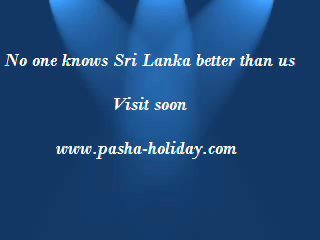 No one knows Sri Lanka better than us
Visit soon
www.pasha-holiday.com